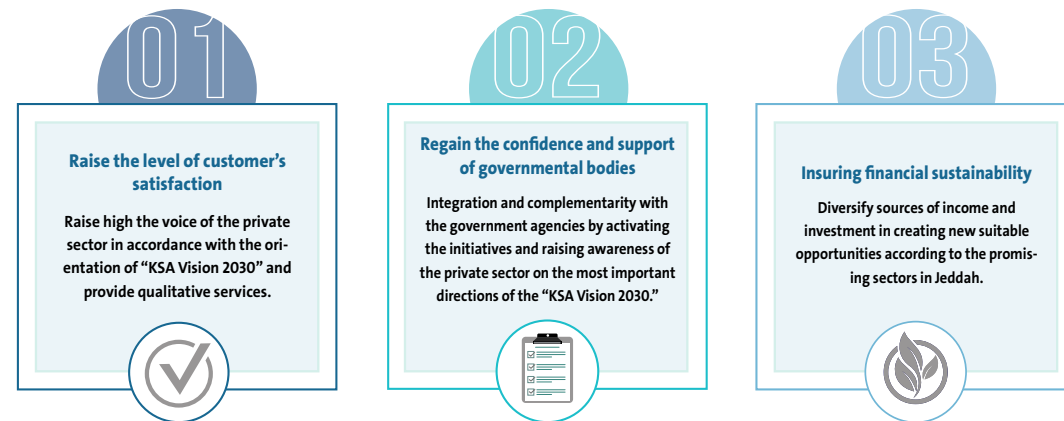 01
Raise the level of customer's
satisfaction
Raise high the voice of the private
sector in accordance with the ori-
entation of “KSA Vision 2030” and
provide qualitative services.
02
Regain the confidence and support
of governmental bodies
Integration and complementarity with
the government agencies by activating
the initiatives and raising awareness of
the private sector on the most important
directions of the “KSA Vision 2030.”
03
Insuring financial sustainability
Diversify sources of income and
investment in creating new suitable
opportunities according to the promis-
ing sectors in Jeddah.